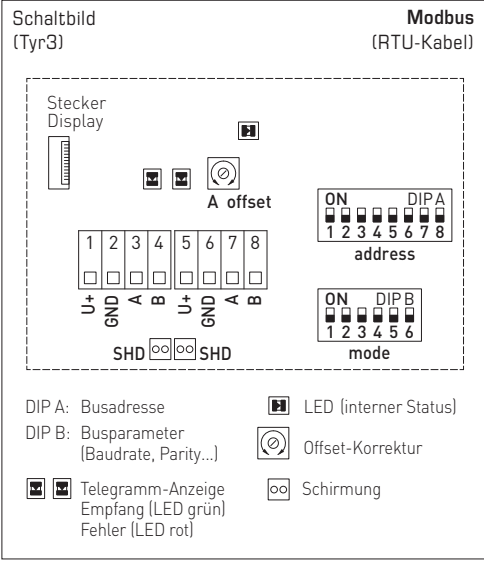 Schaltbild
(Tyr3)
Modbus
(RTU-Kabel)
Stecker
Display
A offset
ON DIP A
1 2 3 4 5 6 7 8
address
1 2 3 4 5 6 7 8
U+ GND A B U+ GND A B
ON DIP B
1 2 3 4 5 6
mode
SHD SHD
DIP A: Busadresse
DIP B: Busparameter
(Baudrate, Parity...)
Telegramm-Anzeige
Empfang (LED grün)
Fehler (LED rot)
LED (interner Status)
Offset-Korrektur
Schirmung